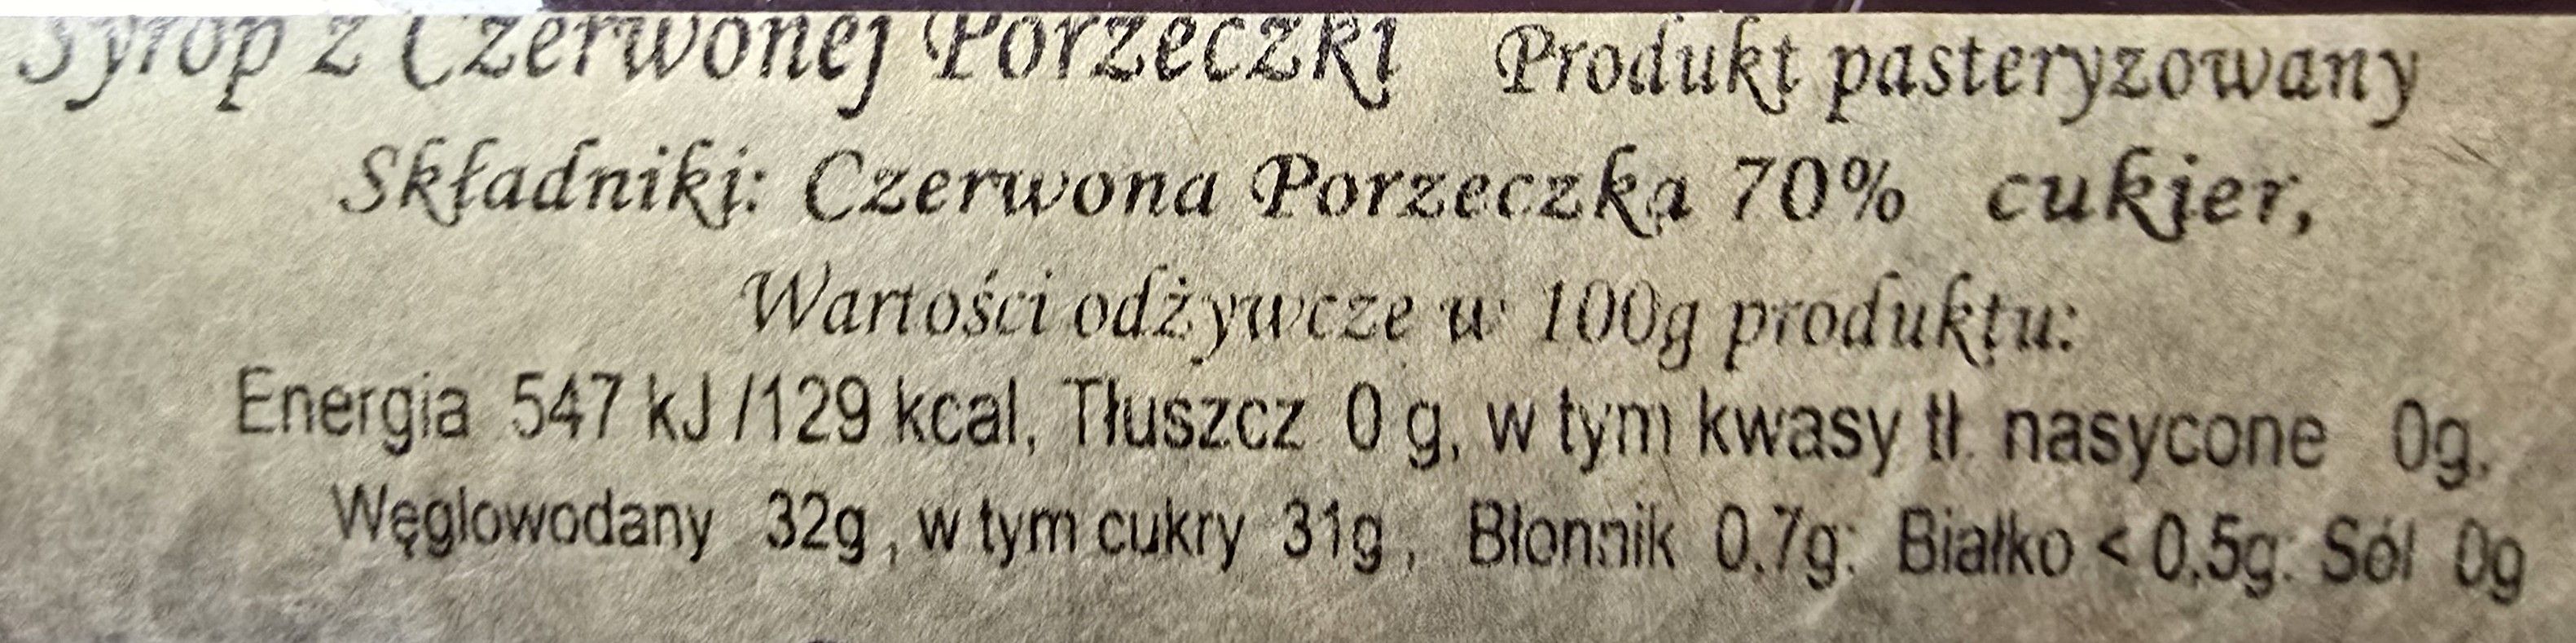 Syrop z Czerwonej Porzeczki Produkt pasteryzowany
Składniki: Czerwona Porzeczka 70% cukier,
Wartości odżywcze w 100g produktu:
Energia 547 kJ /129 kcal, Tłuszcz 0 g, w tym kwasy tł. nasycone 0g,
Węglowodany 32g , w tym cukry 31g , Błonnik 0,7g; Białko < 0,5g; Sól 0g